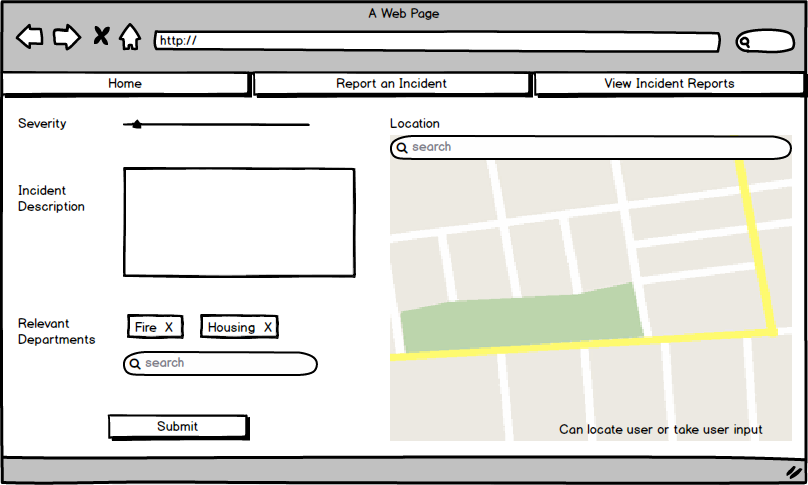 A Web Page
http://
Home
Report an Incident
View Incident Reports
Severity
Incident
Description
Relevant
Departments
Fire X
Housing X
search
Submit
Location
search
Can locate user or take user input